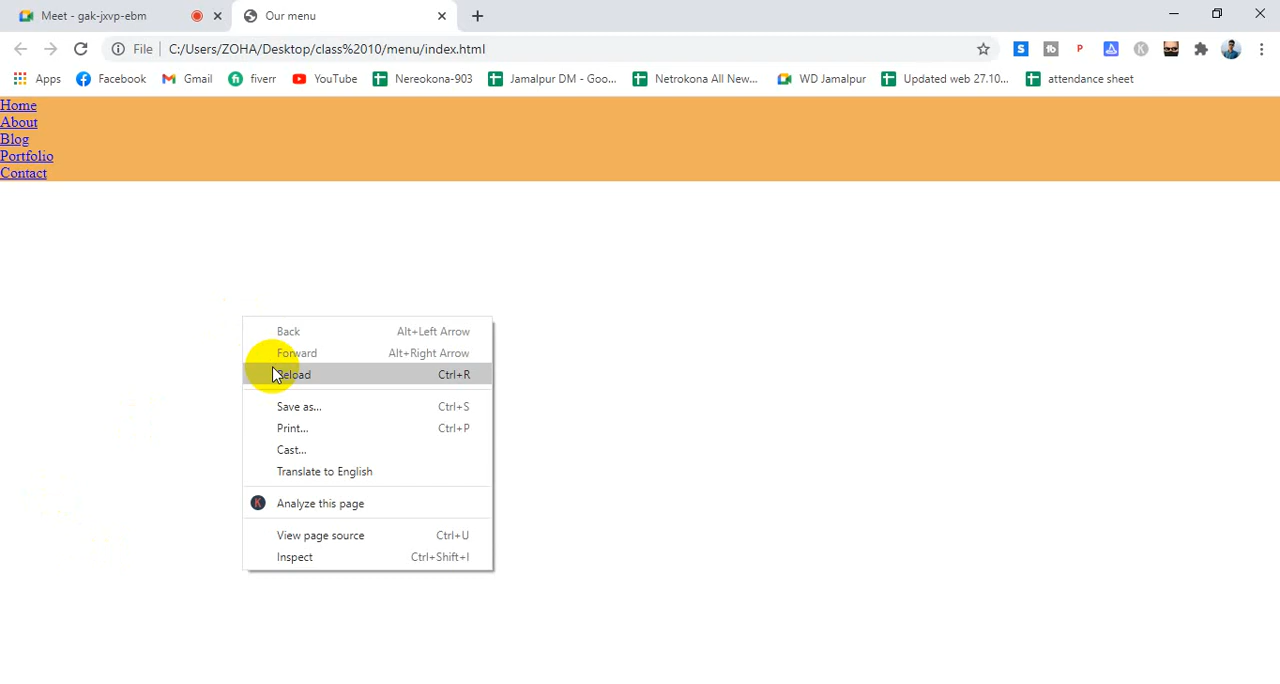 Meet - gak-jxvp-ebm
Our menu
File C:/Users/ZOHA/Desktop/class%2010/menu/index.html
Apps Facebook Gmail fiverr YouTube Nereokona-903 Jamalpur DM - Goo... Netrokona All New... WD Jamalpur Updated web 27.10... attendance sheet
Home
About
Blog
Portfolio
Contact
Back Alt+Left Arrow
Forward Alt+Right Arrow
Reload Ctrl+R
Save as... Ctrl+S
Print... Ctrl+P
Cast...
Translate to English
K Analyze this page
View page source Ctrl+U
Inspect Ctrl+Shift+I